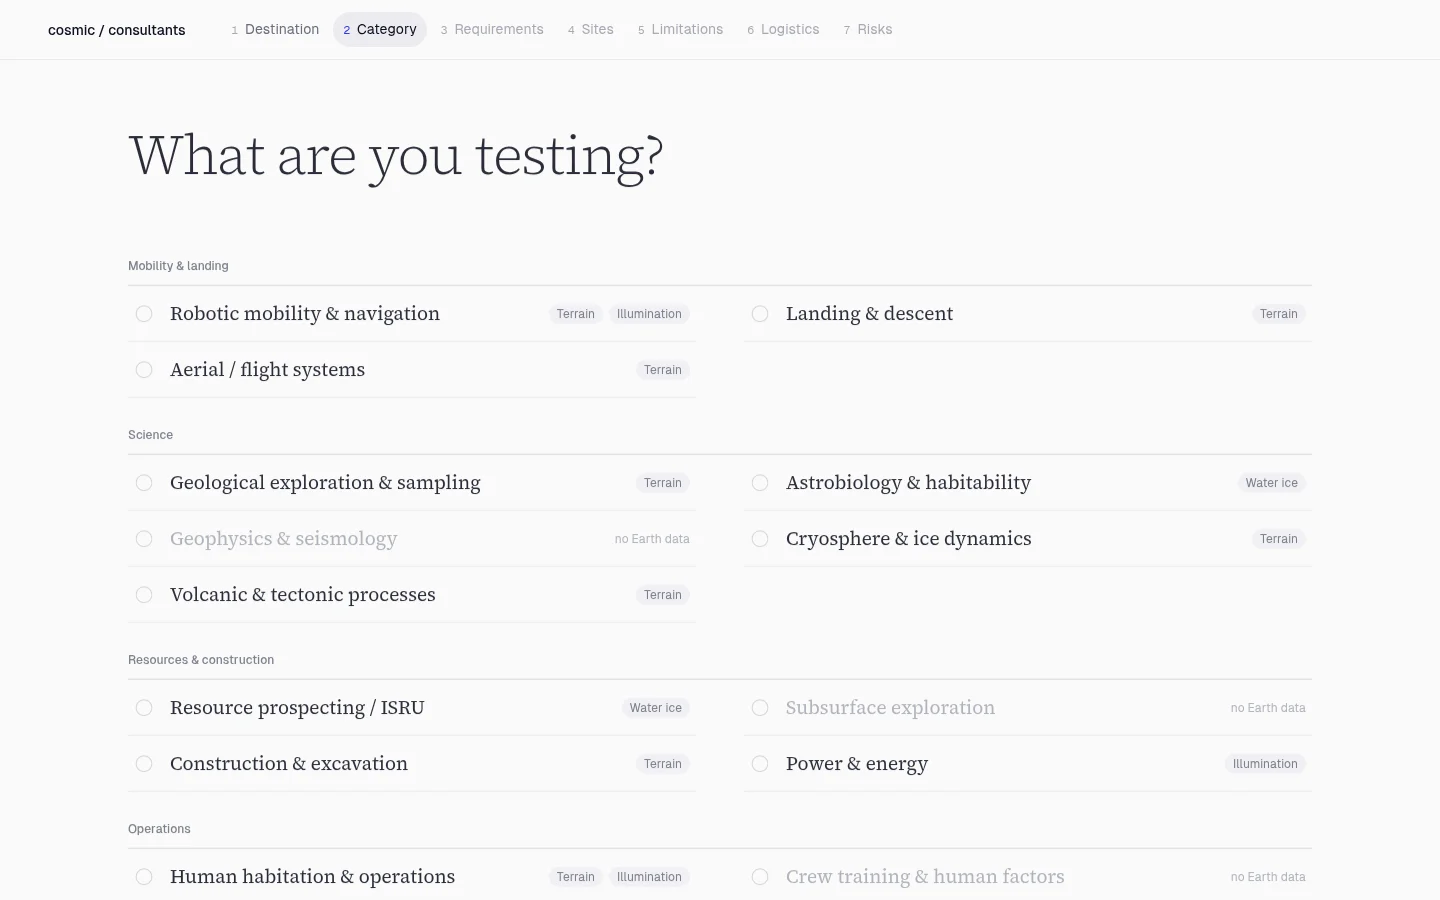 cosmic / consultants 1 Destination 2 Category 3 Requirements 4 Sites 5 Limitations 6 Logistics 7 Risks
What are you testing?
Mobility & landing
Robotic mobility & navigation Terrain Illumination
Landing & descent Terrain
Aerial / flight systems Terrain
Science
Geological exploration & sampling Terrain
Astrobiology & habitability Water ice
Geophysics & seismology no Earth data
Cryosphere & ice dynamics Terrain
Volcanic & tectonic processes Terrain
Resources & construction
Resource prospecting / ISRU Water ice
Subsurface exploration no Earth data
Construction & excavation Terrain
Power & energy Illumination
Operations
Human habitation & operations Terrain Illumination
Crew training & human factors no Earth data